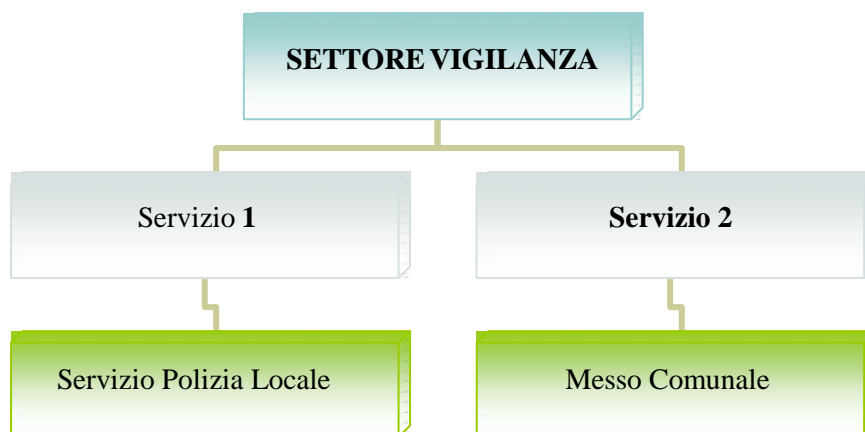 SETTORE VIGILANZA
Servizio 1
Servizio 2
Servizio Polizia Locale
Messo Comunale